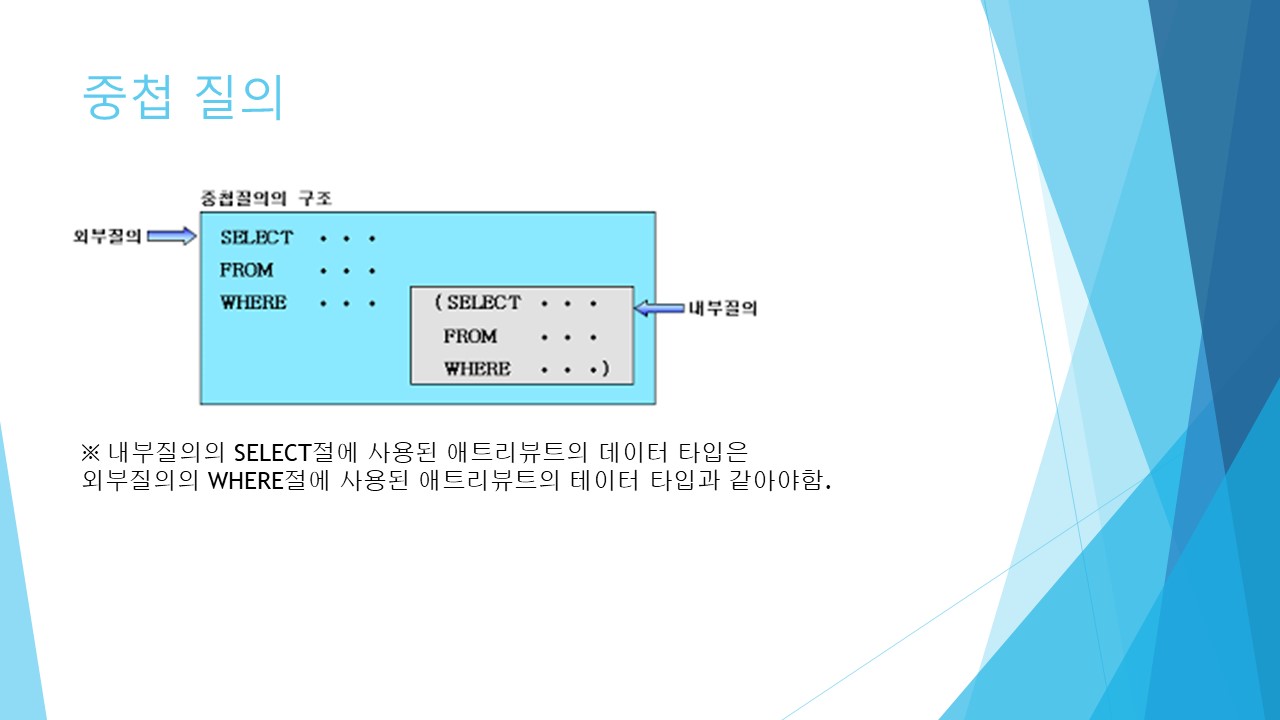 중첩 질의
중첩질의의 구조
외부질의
SELECT · · ·
FROM · · ·
WHERE · · ·
(SELECT · · ·
내부질의
FROM · · ·
WHERE · · ·)
※ 내부질의의 SELECT절에 사용된 애트리뷰트의 데이터 타입은
외부질의의 WHERE절에 사용된 애트리뷰트의 테이터 타입과 같아야함.